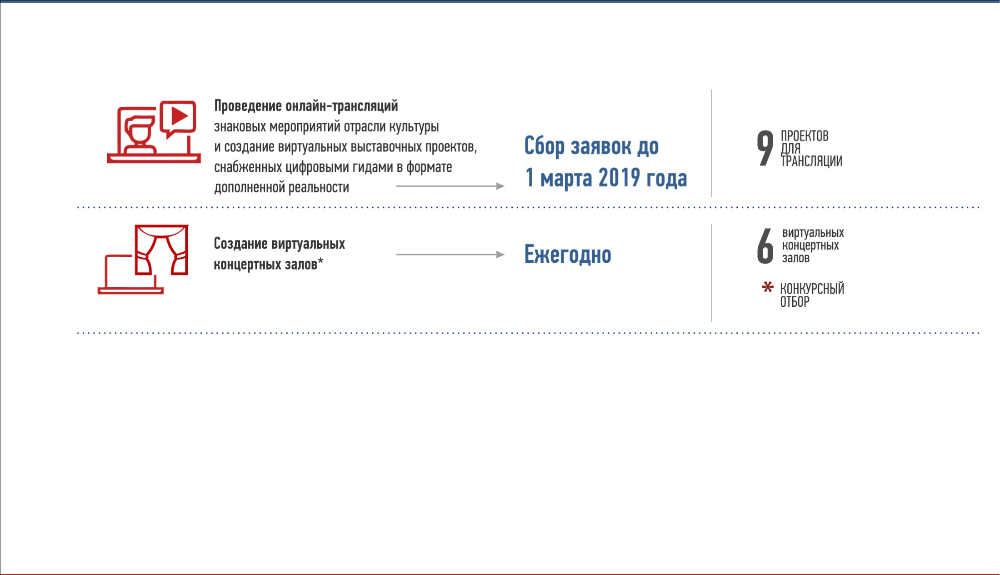 Проведение онлайн-трансляций
знаковых мероприятий отрасли культуры
и создание виртуальных выставочных проектов,
снабженных цифровыми гидами в формате
дополненной реальности
Сбор заявок до
1 марта 2019 года
9
ПРОЕКТОВ
ДЛЯ
ТРАНСЛЯЦИИ
Создание виртуальных
концертных залов*
Ежегодно
6
виртуальных
концертных
залов
* КОНКУРСНЫЙ
ОТБОР